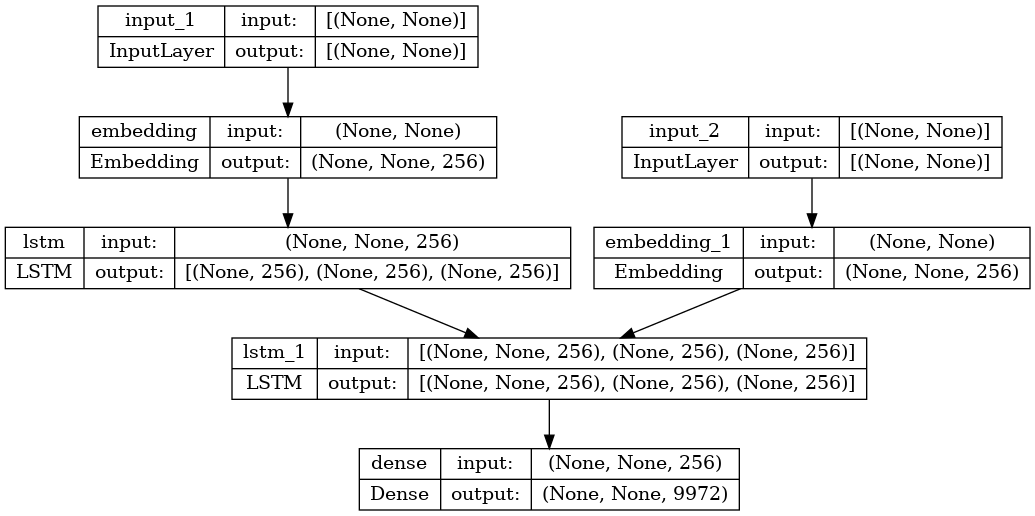 input_1 input: [(None, None)]
InputLayer output: [(None, None)]
embedding input: (None, None)
Embedding output: (None, None, 256)
input_2 input: [(None, None)]
InputLayer output: [(None, None)]
lstm input: (None, None, 256)
LSTM output: [(None, 256), (None, 256), (None, 256)]
embedding_1 input: (None, None)
Embedding output: (None, None, 256)
lstm_1 input: [(None, None, 256), (None, 256), (None, 256)]
LSTM output: [(None, None, 256), (None, 256), (None, 256)]
dense input: (None, None, 256)
Dense output: (None, None, 9972)